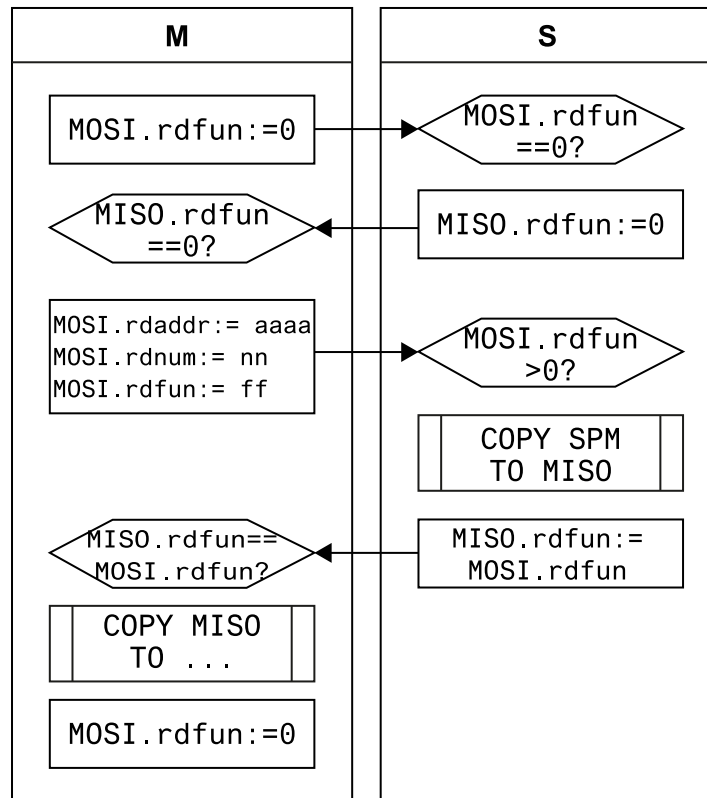 M
S
MOSI.rdfun:=0
MOSI.rdfun
==0?
MISO.rdfun
==0?
MISO.rdfun:=0
MOSI.rdaddr:= aaaa
MOSI.rdnum:= nn
MOSI.rdfun:= ff
MOSI.rdfun
>0?
COPY SPM
TO MISO
MISO.rdfun==
MOSI.rdfun?
MISO.rdfun:=
MOSI.rdfun
COPY MISO
TO ...
MOSI.rdfun:=0